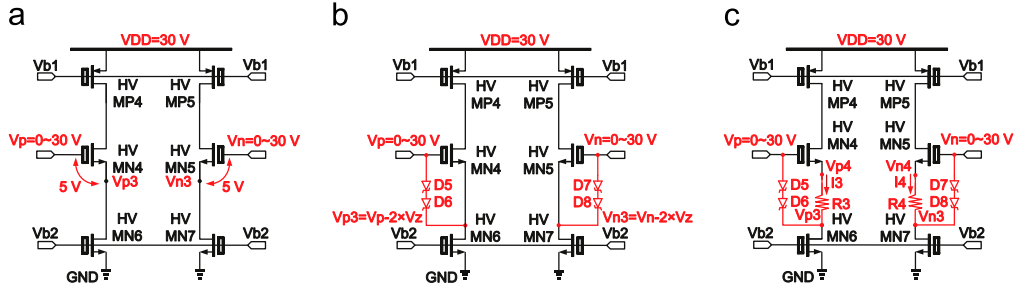 a
VDD=30 V
Vb1
HV
MP4
HV
MP5
Vb1
Vp=0~30 V
HV
MN4
HV
MN5
Vn=0~30 V
5 V
Vp3
Vn3
5 V
Vb2
HV
MN6
HV
MN7
Vb2
GND
b
VDD=30 V
Vb1
HV
MP4
HV
MP5
Vb1
Vp=0~30 V
HV
MN4
HV
MN5
Vn=0~30 V
D5
D6
D7
D8
Vp3=Vp-2×Vz
Vn3=Vn-2×Vz
Vb2
HV
MN6
HV
MN7
Vb2
GND
c
VDD=30 V
Vb1
HV
MP4
HV
MP5
Vb1
Vp=0~30 V
HV
MN4
HV
MN5
Vn=0~30 V
Vp4
Vn4
D5
I3
I4
D7
D6
R3
R4
D8
Vp3
Vn3
Vb2
HV
MN6
HV
MN7
Vb2
GND